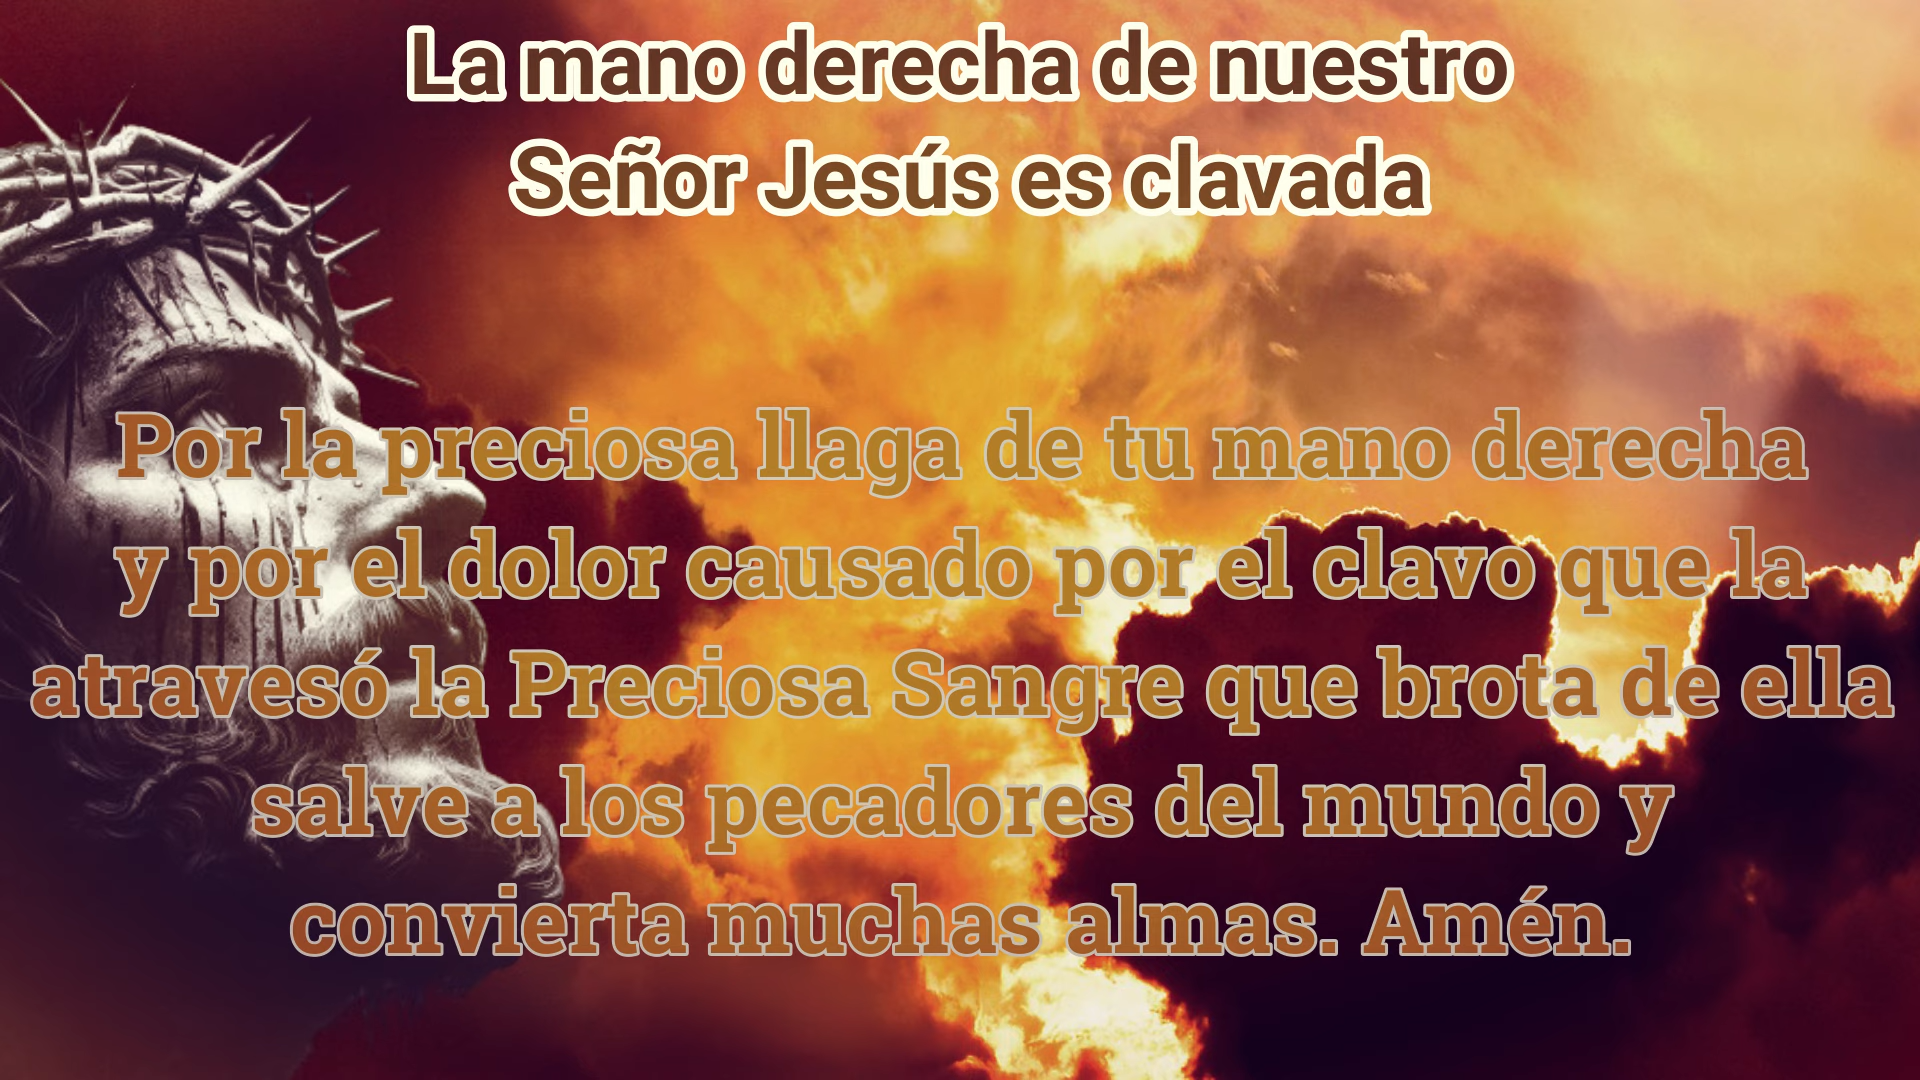 La mano derecha de nuestro
Señor Jesús es clavada
Por la preciosa llaga de tu mano derecha
y por el dolor causado por el clavo que la
atravesó la Preciosa Sangre que brota de ella
salve a los pecadores del mundo y
convierta muchas almas. Amén.